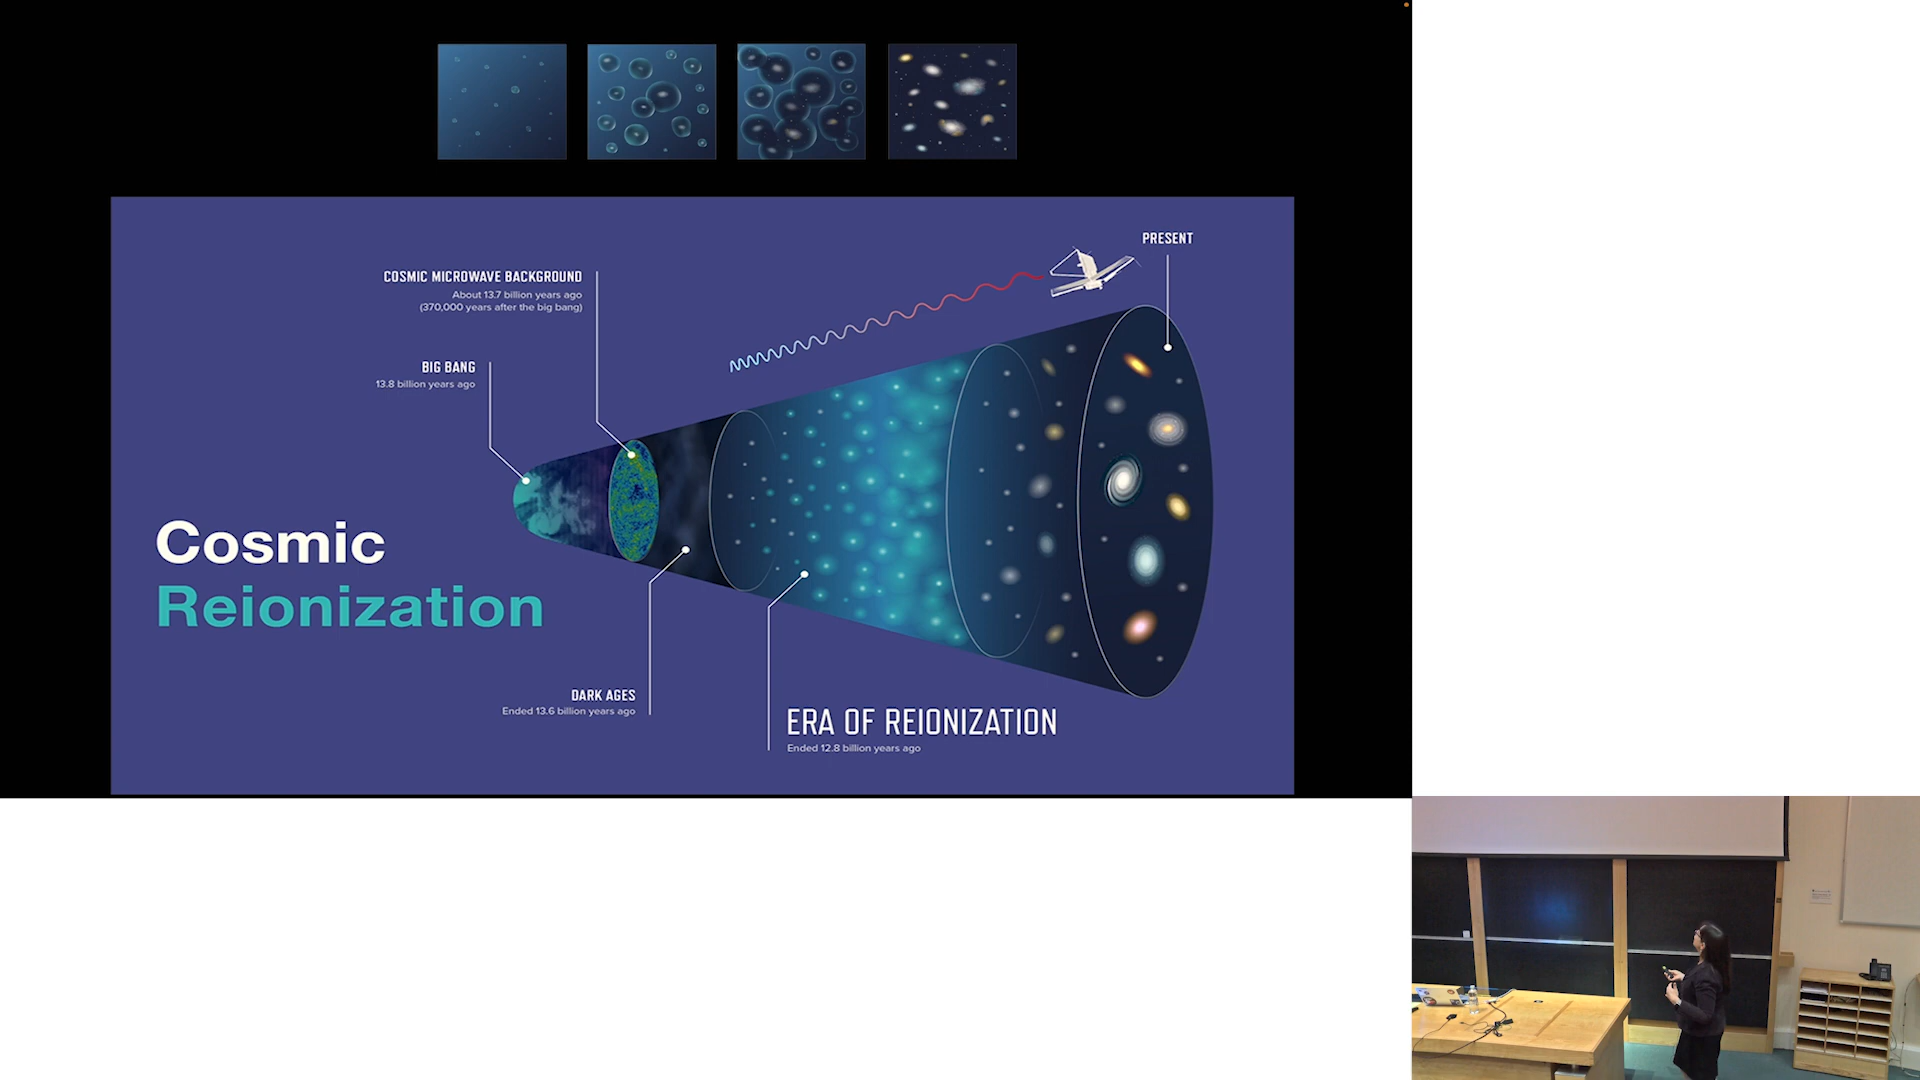 PRESENT
COSMIC MICROWAVE BACKGROUND
About 13.7 billion years ago
(370,000 years after the big bang)
BIG BANG
13.8 billion years ago
Cosmic
Reionization
DARK AGES
Ended 13.6 billion years ago
ERA OF REIONIZATION
Ended 12.8 billion years ago